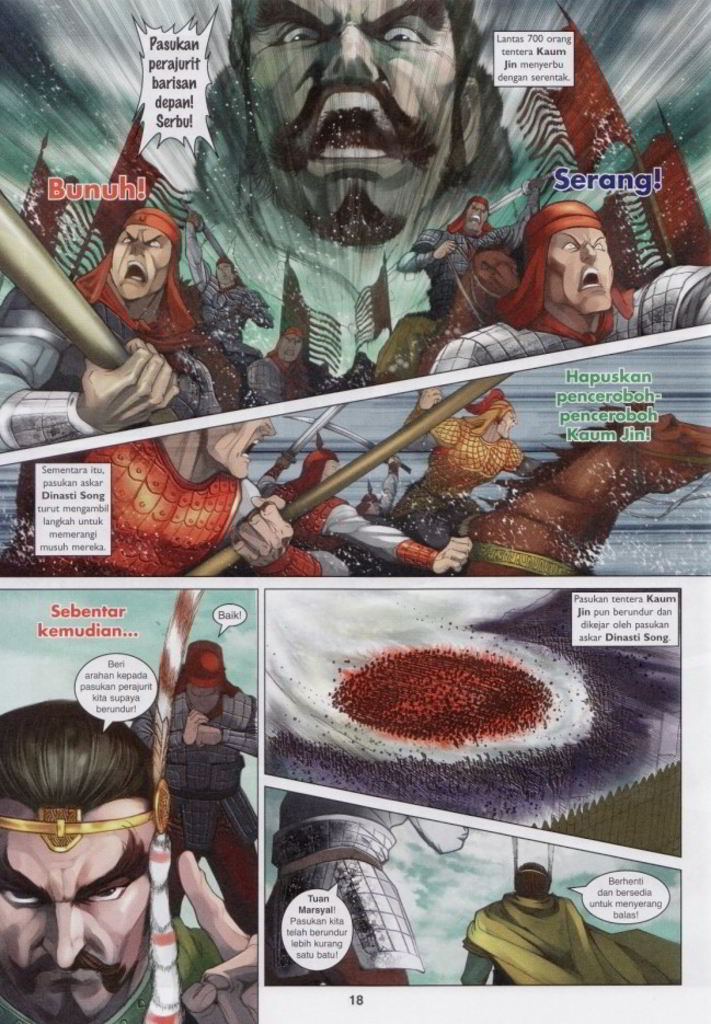 Pasukan
perajurit
barisan
depan!
Serbu!
Lantas 700 orang
tentera Kaum
Jin menyerbu
dengan serentak.
Bunuh!
Serang!
Hapuskan
penceroboh-
penceroboh
Kaum Jin!
Sementara itu,
pasukan askar
Dinasti Song
turut mengambil
langkah untuk
memerangi
musuh mereka.
Sebentar
kemudian...
Baik!
Beri
arahan kepada
pasukan perajurit
kita supaya
berundur!
Pasukan tentera Kaum
Jin pun berundur dan
dikejar oleh pasukan
askar Dinasti Song.
Tuan
Marsyal!
Pasukan kita
telah berundur
lebih kurang
satu batu!
Berhenti
dan bersedia
untuk menyerang
balas!
18